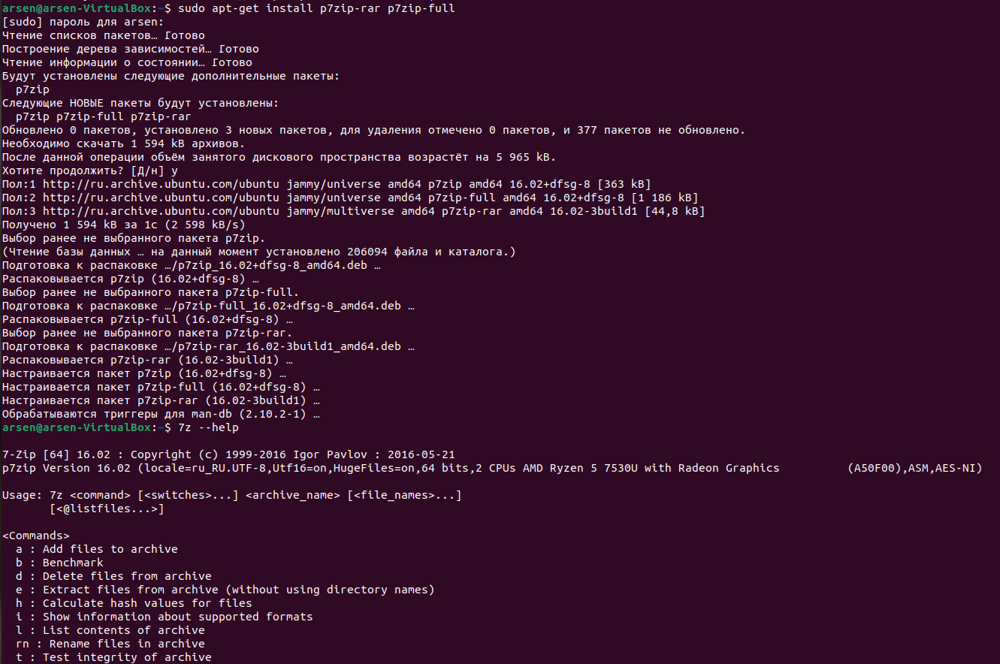 arsen@arsen-VirtualBox:~$ sudo apt-get install p7zip-rar p7zip-full
[sudo] пароль для arsen:
Чтение списков пакетов… Готово
Построение дерева зависимостей… Готово
Чтение информации о состоянии… Готово
Будут установлены следующие дополнительные пакеты:
  p7zip
Следующие НОВЫЕ пакеты будут установлены:
  p7zip p7zip-full p7zip-rar
Обновлено 0 пакетов, установлено 3 новых пакетов, для удаления отмечено 0 пакетов, и 377 пакетов не обновлено.
Необходимо скачать 1 594 kB архивов.
После данной операции объём занятого дискового пространства возрастёт на 5 965 kB.
Хотите продолжить? [Д/н] y
Пол:1 http://ru.archive.ubuntu.com/ubuntu jammy/universe amd64 p7zip amd64 16.02+dfsg-8 [363 kB]
Пол:2 http://ru.archive.ubuntu.com/ubuntu jammy/universe amd64 p7zip-full amd64 16.02+dfsg-8 [1 186 kB]
Пол:3 http://ru.archive.ubuntu.com/ubuntu jammy/multiverse amd64 p7zip-rar amd64 16.02-3build1 [44,8 kB]
Получено 1 594 kB за 1с (2 598 kB/s)
Выбор ранее не выбранного пакета p7zip.
(Чтение базы данных … на данный момент установлено 206094 файла и каталога.)
Подготовка к распаковке …/p7zip_16.02+dfsg-8_amd64.deb …
Распаковывается p7zip (16.02+dfsg-8) …
Выбор ранее не выбранного пакета p7zip-full.
Подготовка к распаковке …/p7zip-full_16.02+dfsg-8_amd64.deb …
Распаковывается p7zip-full (16.02+dfsg-8) …
Выбор ранее не выбранного пакета p7zip-rar.
Подготовка к распаковке …/p7zip-rar_16.02-3build1_amd64.deb …
Распаковывается p7zip-rar (16.02-3build1) …
Настраивается пакет p7zip (16.02+dfsg-8) …
Настраивается пакет p7zip-full (16.02+dfsg-8) …
Настраивается пакет p7zip-rar (16.02-3build1) …
Обрабатываются триггеры для man-db (2.10.2-1) …
arsen@arsen-VirtualBox:~$ 7z --help

7-Zip [64] 16.02 : Copyright (c) 1999-2016 Igor Pavlov : 2016-05-21
p7zip Version 16.02 (locale=ru_RU.UTF-8,Utf16=on,HugeFiles=on,64 bits,2 CPUs AMD Ryzen 5 7530U with Radeon Graphics          (A50F00),ASM,AES-NI)

Usage: 7z <command> [<switches>...] <archive_name> [<file_names>...]
       [<@listfiles...>]

<Commands>
  a : Add files to archive
  b : Benchmark
  d : Delete files from archive
  e : Extract files from archive (without using directory names)
  h : Calculate hash values for files
  i : Show information about supported formats
  l : List contents of archive
  rn : Rename files in archive
  t : Test integrity of archive